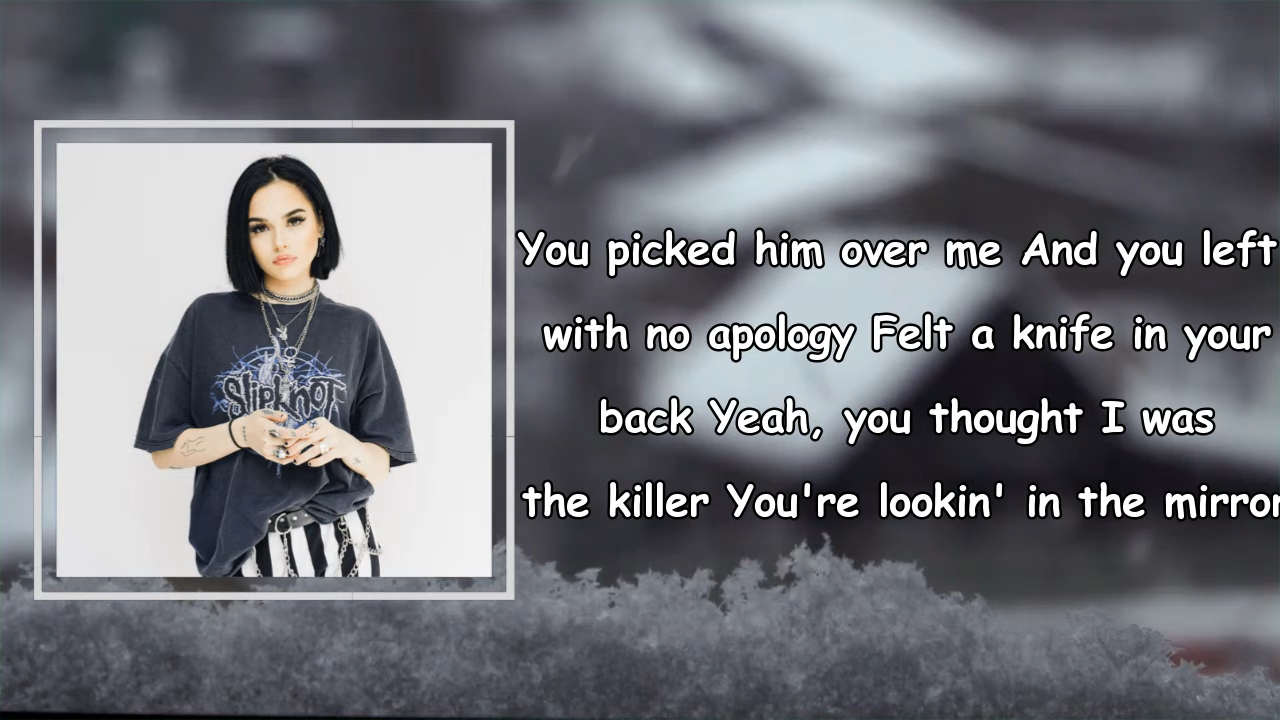 SLIPKNOT
You picked him over me And you left
with no apology Felt a knife in your
back Yeah, you thought I was
the killer You're lookin' in the mirror